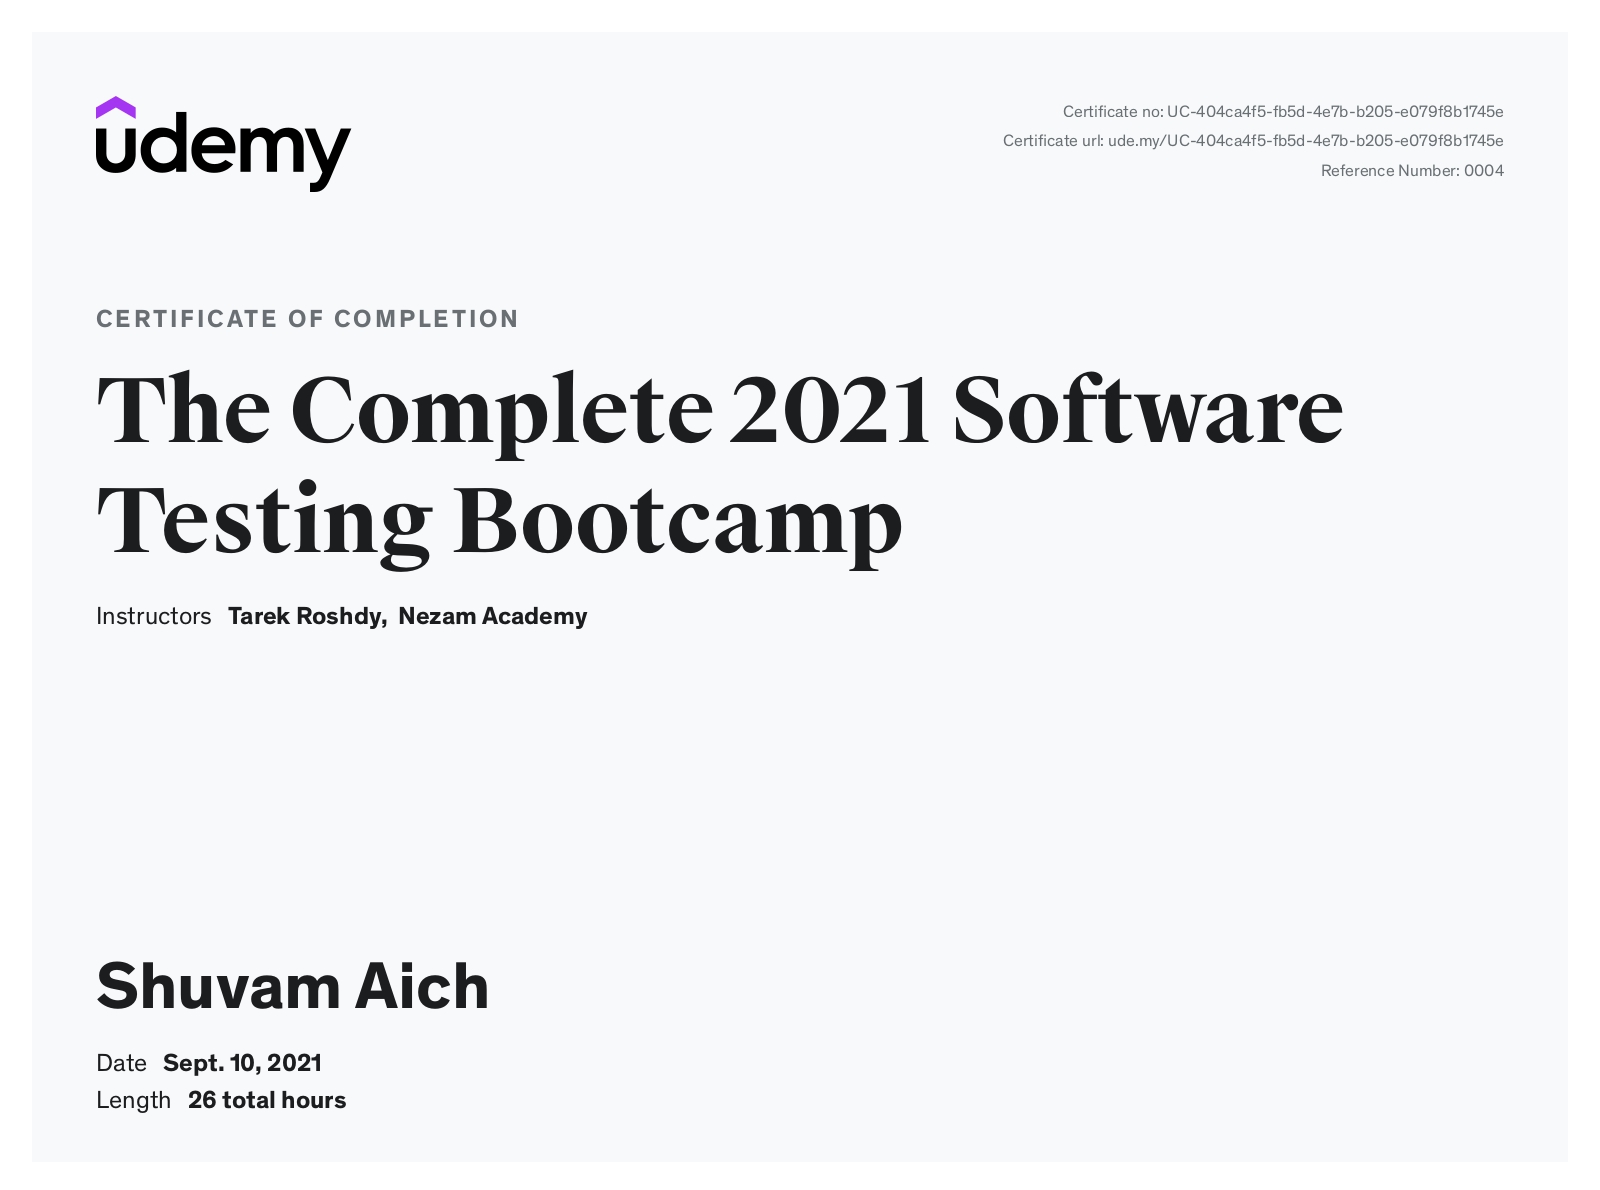 udemy
Certificate no: UC-404ca4f5-fb5d-4e7b-b205-e079f8b1745e
Certificate url: ude.my/UC-404ca4f5-fb5d-4e7b-b205-e079f8b1745e
Reference Number: 0004
CERTIFICATE OF COMPLETION
The Complete 2021 Software
Testing Bootcamp
Instructors Tarek Roshdy, Nezam Academy
Shuvam Aich
Date Sept. 10, 2021
Length 26 total hours